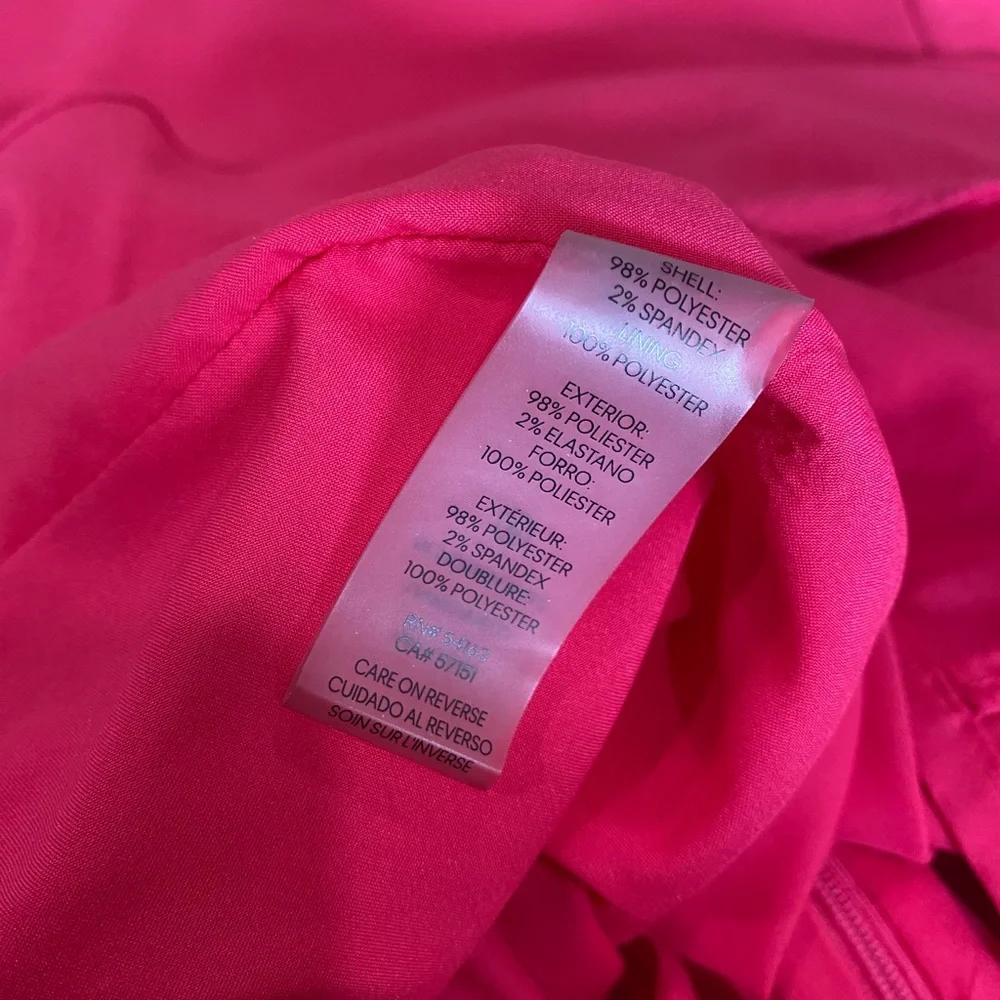 SHELL:
98% POLYESTER
2% SPANDEX
LINING
100% POLYESTER
EXTERIOR:
98% POLIESTER
2% ELASTANO
FORRO:
100% POLIESTER
EXTÉRIEUR:
98% POLYESTER
2% SPANDEX
DOUBLURE:
100% POLYESTER
RN#
CA# 57151
CARE ON REVERSE
CUIDADO AL REVERSO
SOIN SUR L'INVERSE